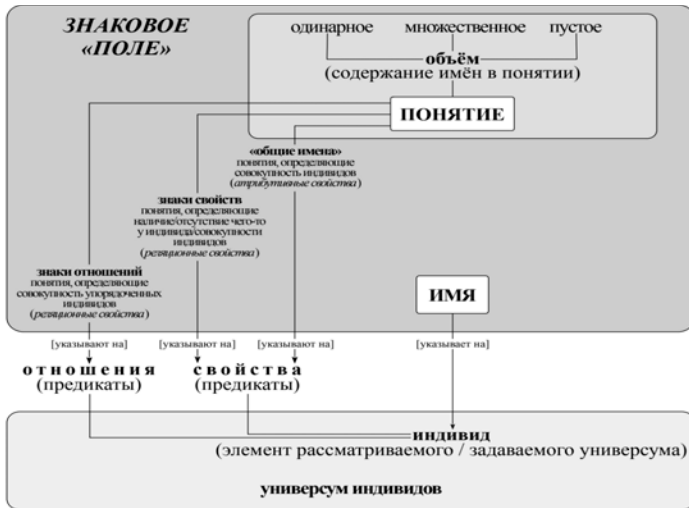 ЗНАКОВОЕ
«ПОЛЕ»
одинарное множественное пустое
объём
(содержание имён в понятии)
ПОНЯТИЕ
«общие имена»
понятия, определяющие
совокупность индивидов
(атрибутивные свойства)
знаки свойств
понятия, определяющие
наличие/отсутствие чего-то
у индивида/совокупности
индивидов
(реляционные свойства)
знаки отношений
понятия, определяющие
совокупность упорядоченных
индивидов
(реляционные свойства)
ИМЯ
[указывают на] [указывают на] [указывают на] [указывает на]
отношения свойства
(предикаты) (предикаты)
индивид
(элемент рассматриваемого / задаваемого универсума)
универсум индивидов